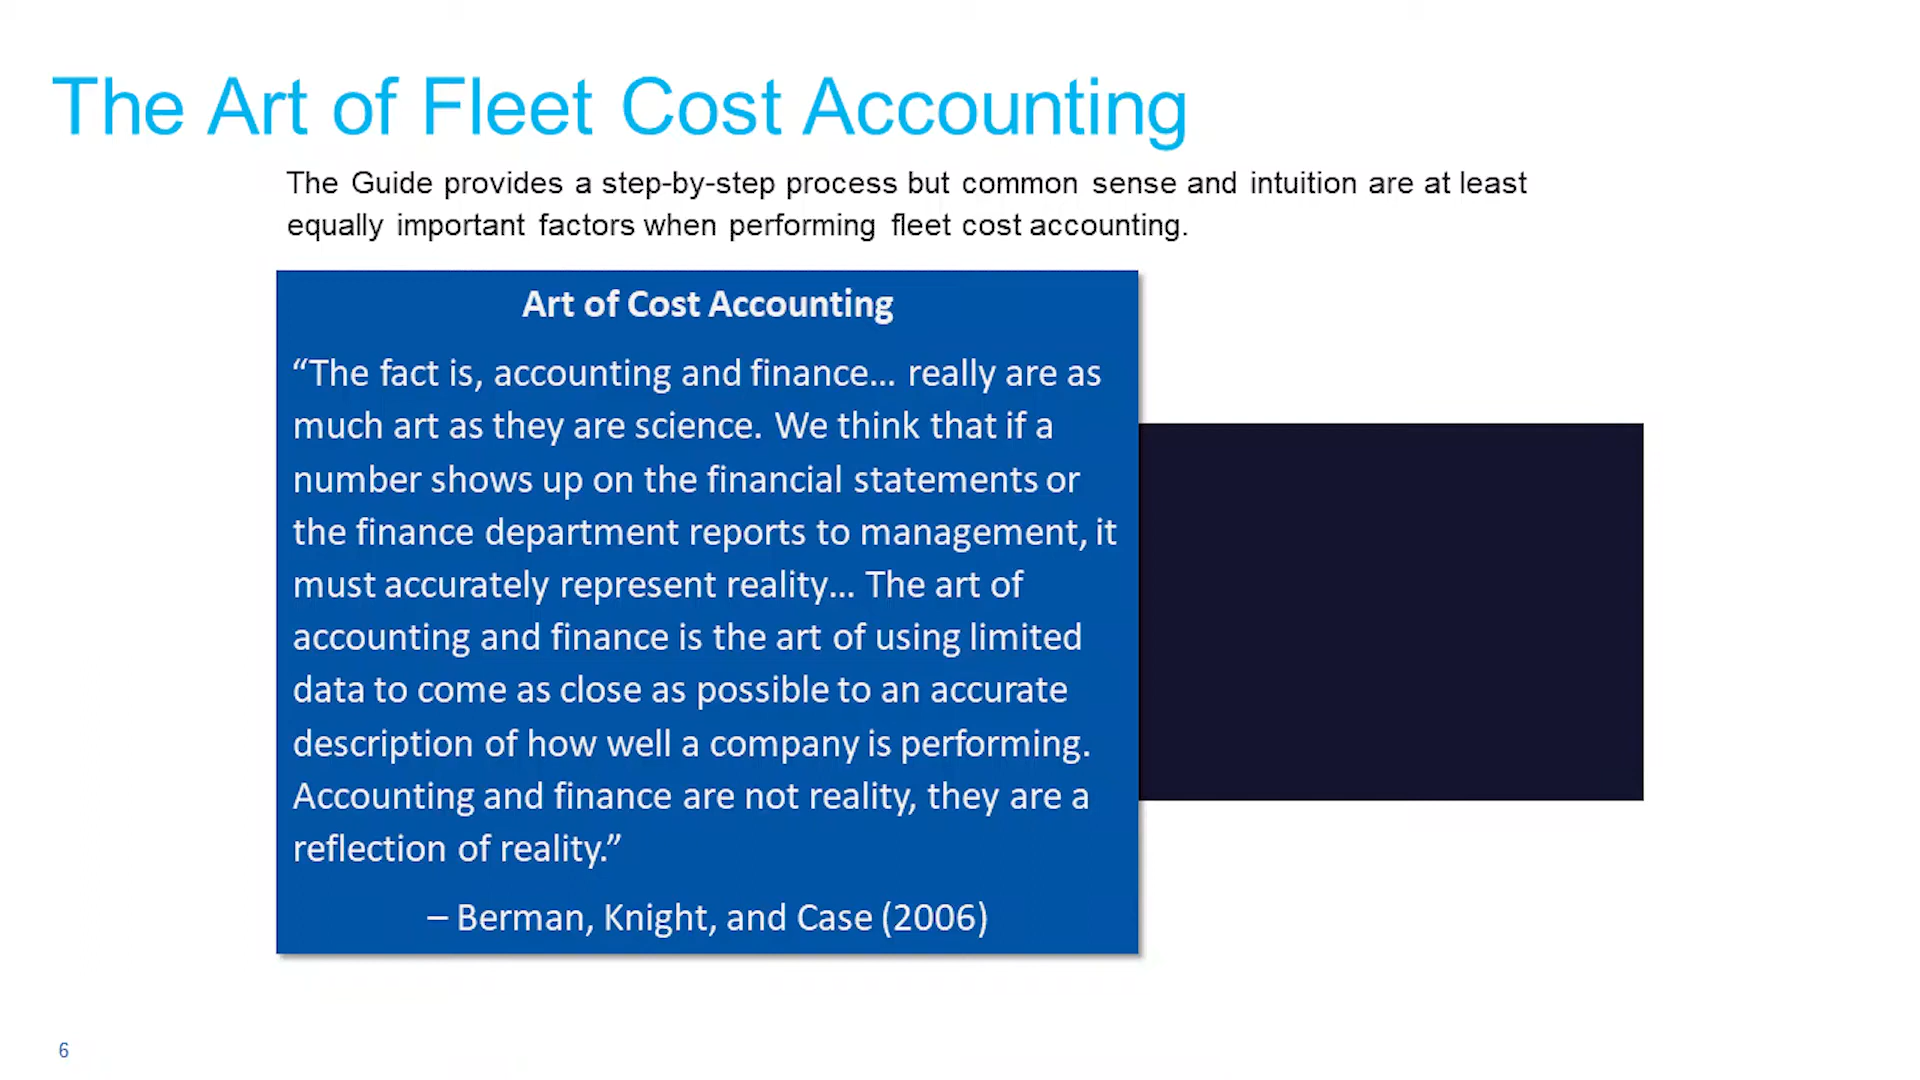 The Art of Fleet Cost Accounting
The Guide provides a step-by-step process but common sense and intuition are at least
equally important factors when performing fleet cost accounting.
Art of Cost Accounting
“The fact is, accounting and finance... really are as
much art as they are science. We think that if a
number shows up on the financial statements or
the finance department reports to management, it
must accurately represent reality... The art of
accounting and finance is the art of using limited
data to come as close as possible to an accurate
description of how well a company is performing.
Accounting and finance are not reality, they are a
reflection of reality.”
– Berman, Knight, and Case (2006)
6